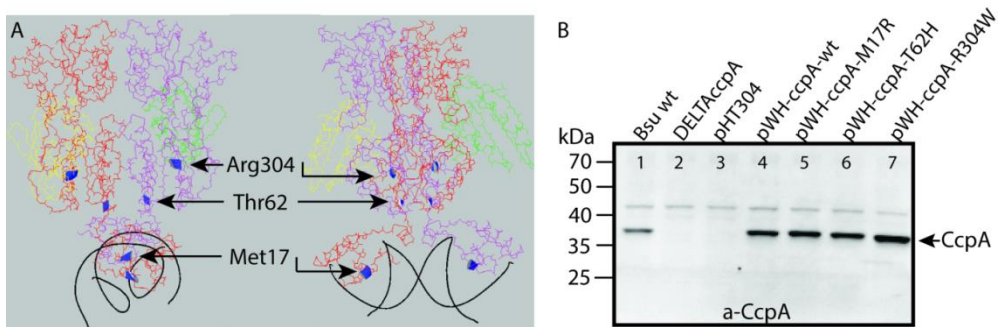 A
Arg304
Thr62
Met17
B
Bsu wt
DELTAccpA
pHT304
pWH-ccpA-wt
pWH-ccpA-M17R
pWH-ccpA-T62H
pWH-ccpA-R304W
kDa
1 2 3 4 5 6 7
70
50
40
35
25
CcpA
a-CcpA